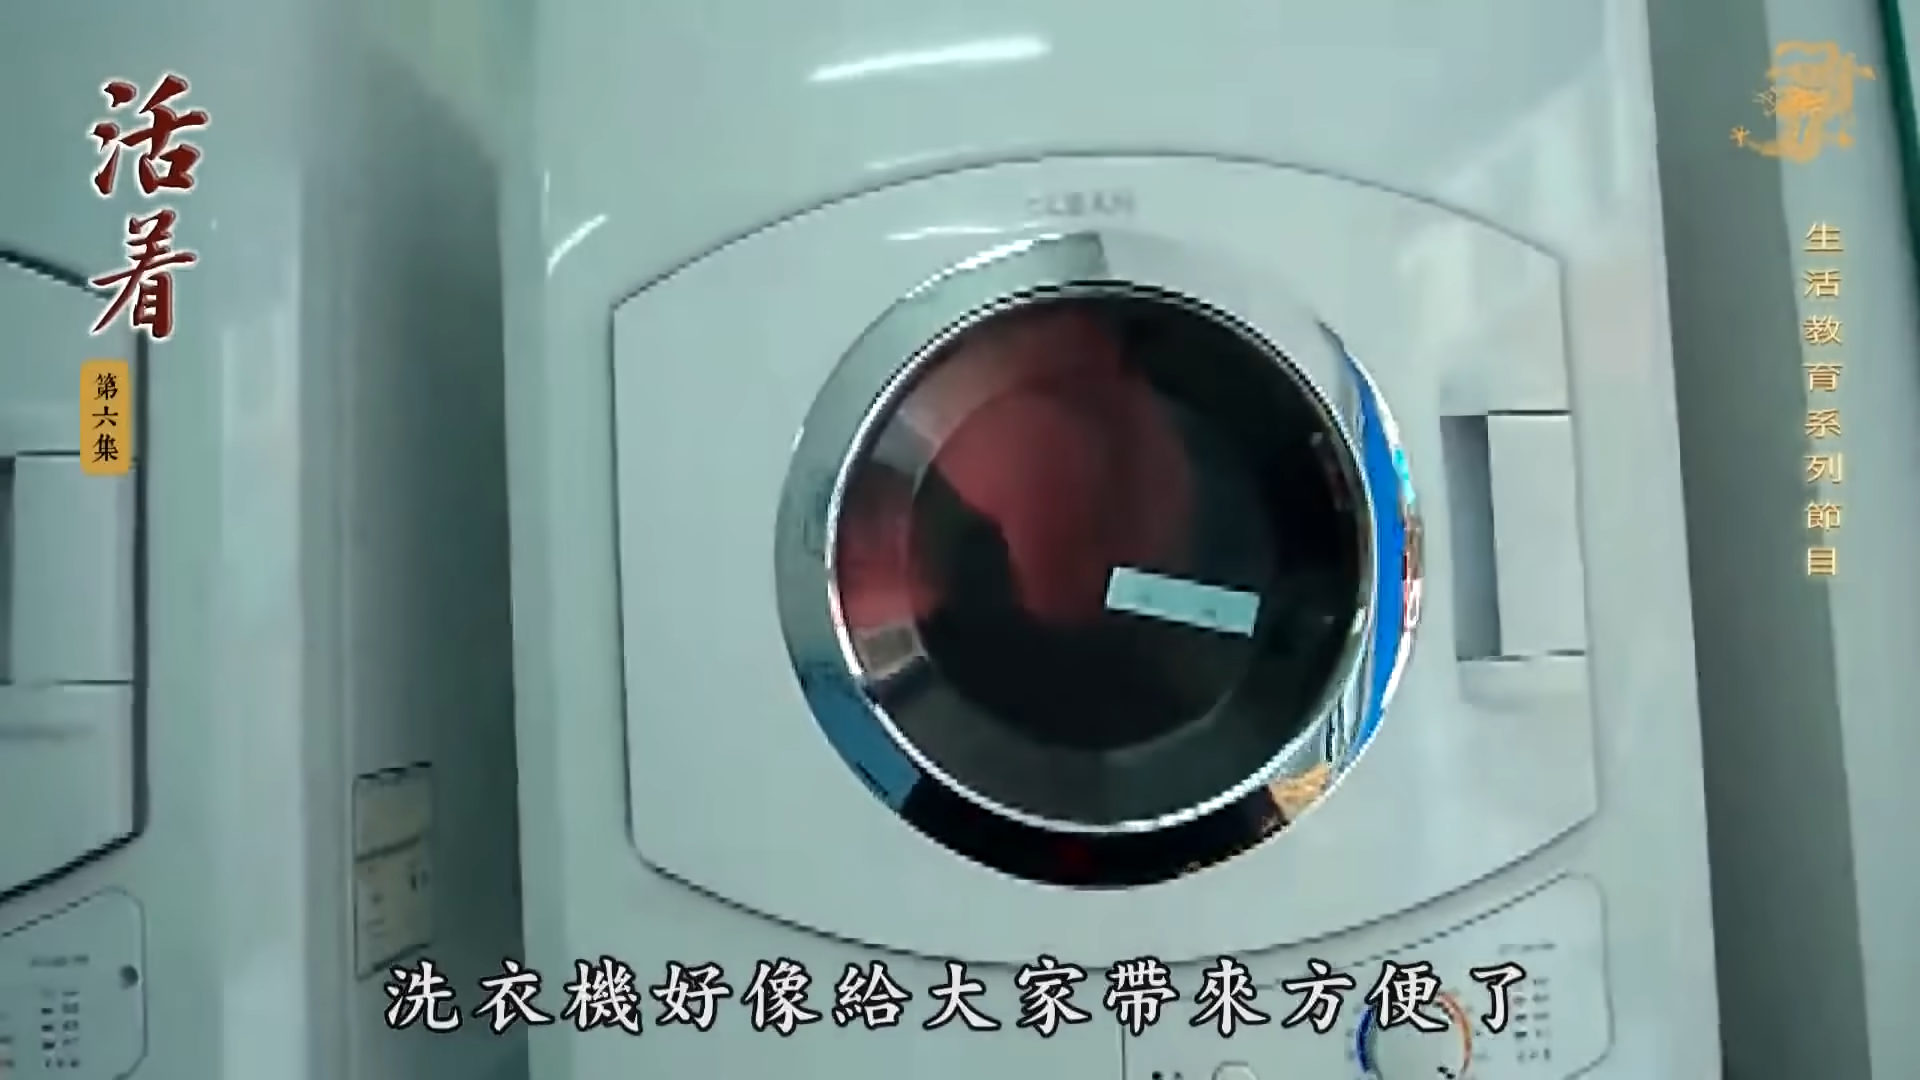 活着
第六集
生活教育系列節目
洗衣機好像給大家帶來方便了